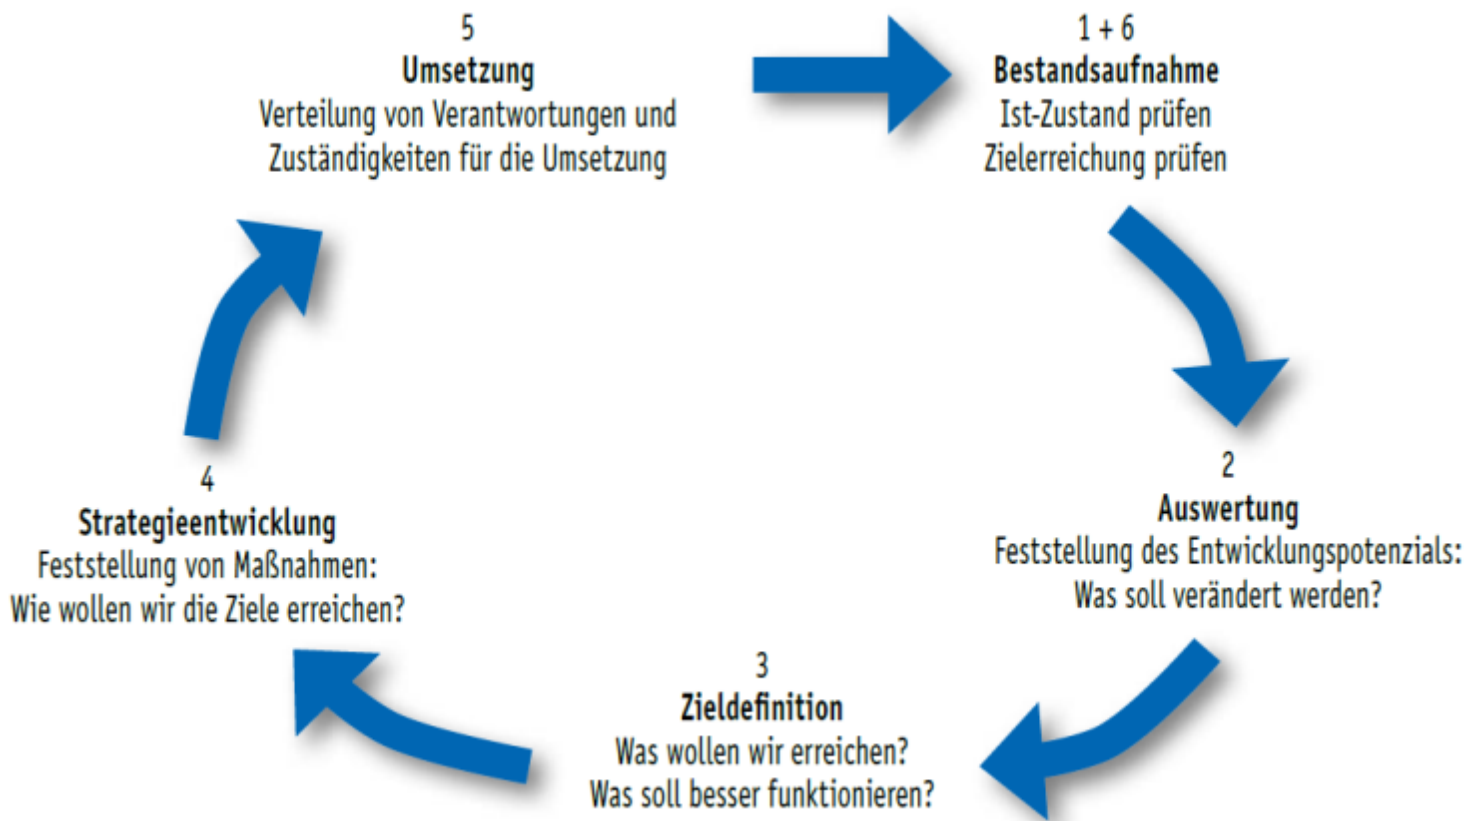 1 + 6
Bestandsaufnahme
Ist-Zustand prüfen
Zielerreichung prüfen
2
Auswertung
Feststellung des Entwicklungspotenzials:
Was soll verändert werden?
3
Zieldefinition
Was wollen wir erreichen?
Was soll besser funktionieren?
4
Strategieentwicklung
Feststellung von Maßnahmen:
Wie wollen wir die Ziele erreichen?
5
Umsetzung
Verteilung von Verantwortungen und
Zuständigkeiten für die Umsetzung